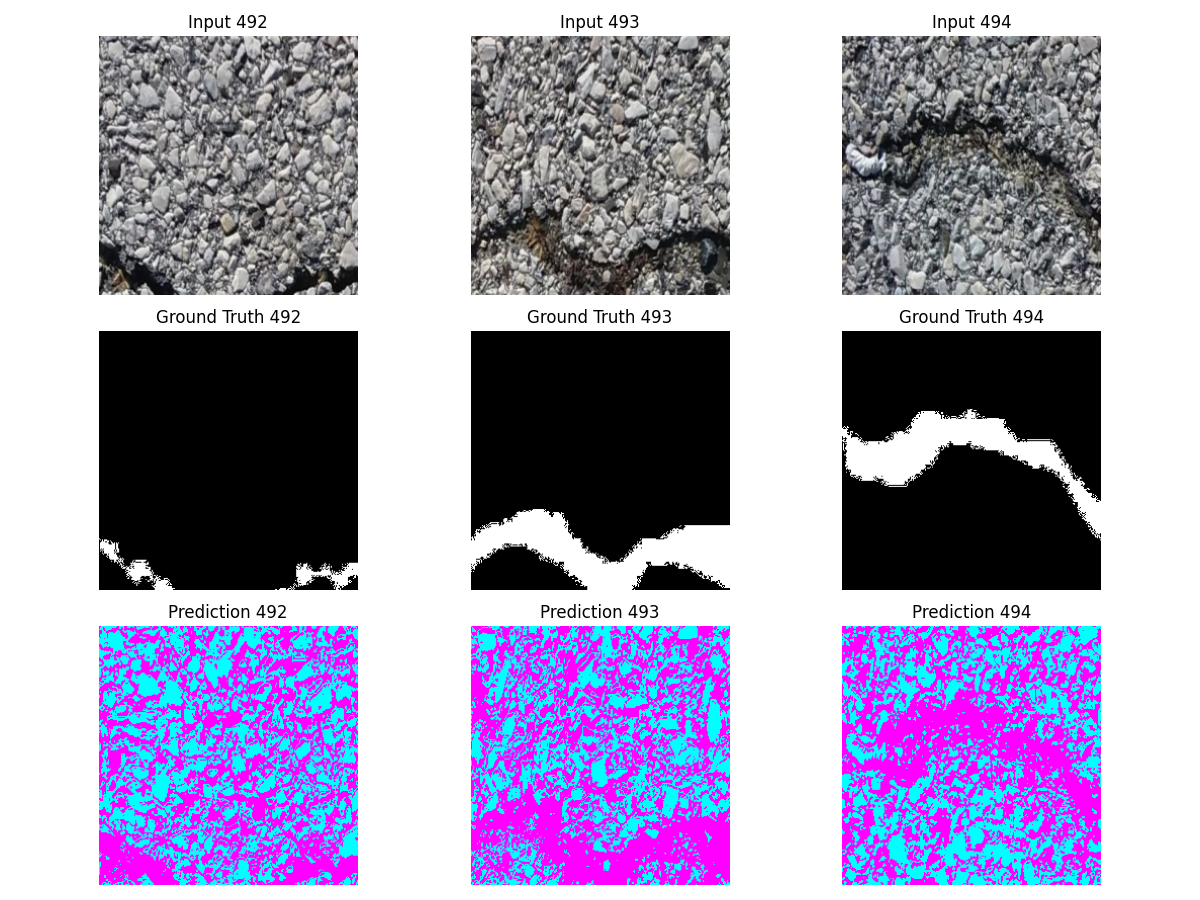 Input 492
Input 493
Input 494
Ground Truth 492
Ground Truth 493
Ground Truth 494
Prediction 492
Prediction 493
Prediction 494